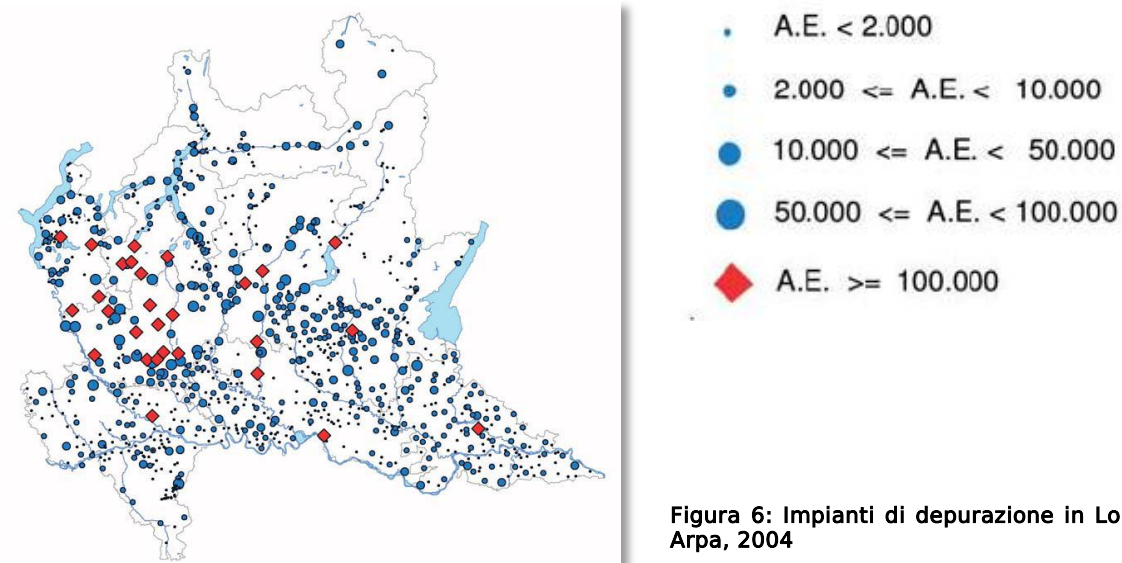 A.E. < 2.000
2.000 <= A.E. < 10.000
10.000 <= A.E. < 50.000
50.000 <= A.E. < 100.000
A.E. >= 100.000
Figura 6: Impianti di depurazione in Lo
Arpa, 2004